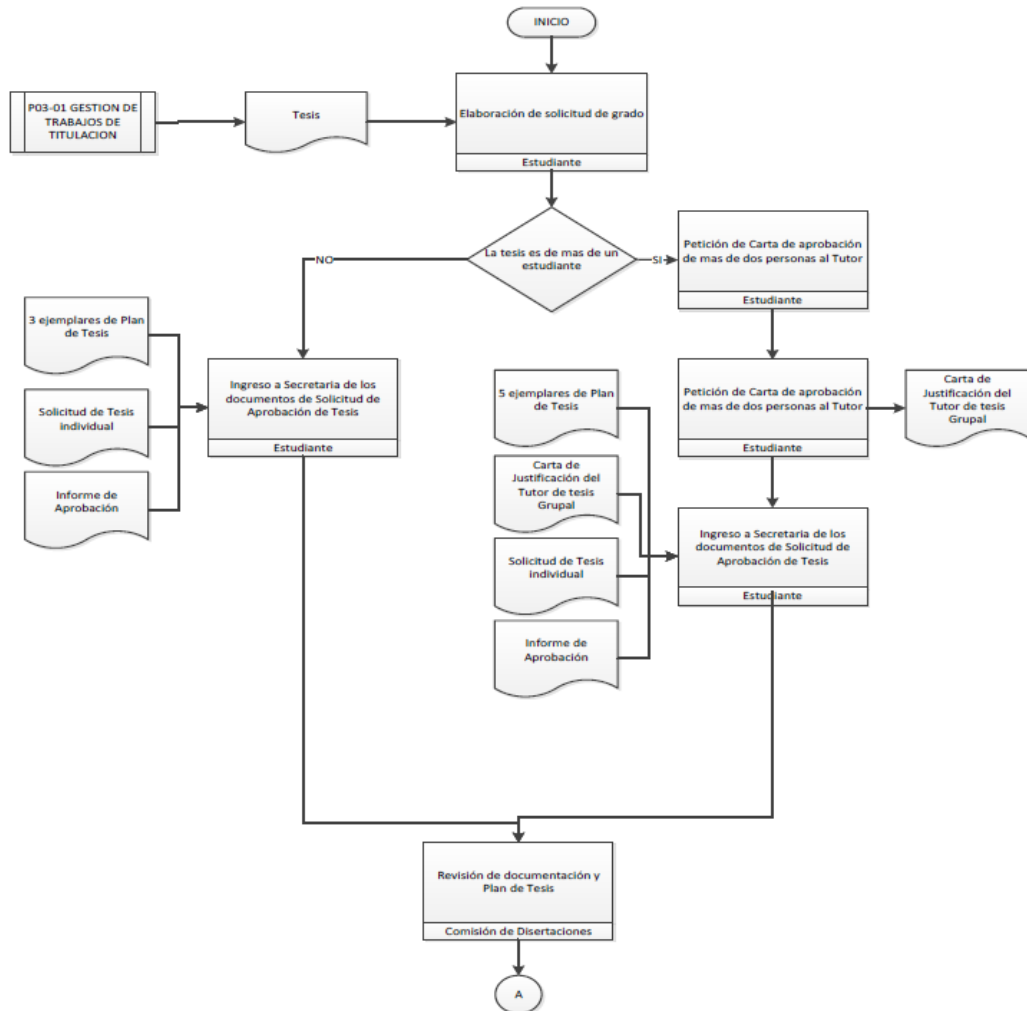 INICIO
P03-01 GESTION DE
TRABAJOS DE
TITULACION
Tesis
Elaboración de solicitud de grado
Estudiante
La tesis es de mas de un
estudiante
NO
SI
Petición de Carta de aprobación
de mas de dos personas al Tutor
Estudiante
3 ejemplares de Plan de
Tesis
Solicitud de Tesis
individual
Informe de
Aprobación
Ingreso a Secretaria de los
documentos de Solicitud de
Aprobación de Tesis
Estudiante
Petición de Carta de aprobación
de mas de dos personas al Tutor
Estudiante
Carta de
Justificación del
Tutor de tesis
Grupal
5 ejemplares de Plan de
Tesis
Carta de
Justificación del
Tutor de tesis
Grupal
Solicitud de Tesis
individual
Informe de
Aprobación
Ingreso a Secretaria de los
documentos de Solicitud de
Aprobación de Tesis
Estudiante
Revisión de documentación y
Plan de Tesis
Comisión de Disertaciones
A